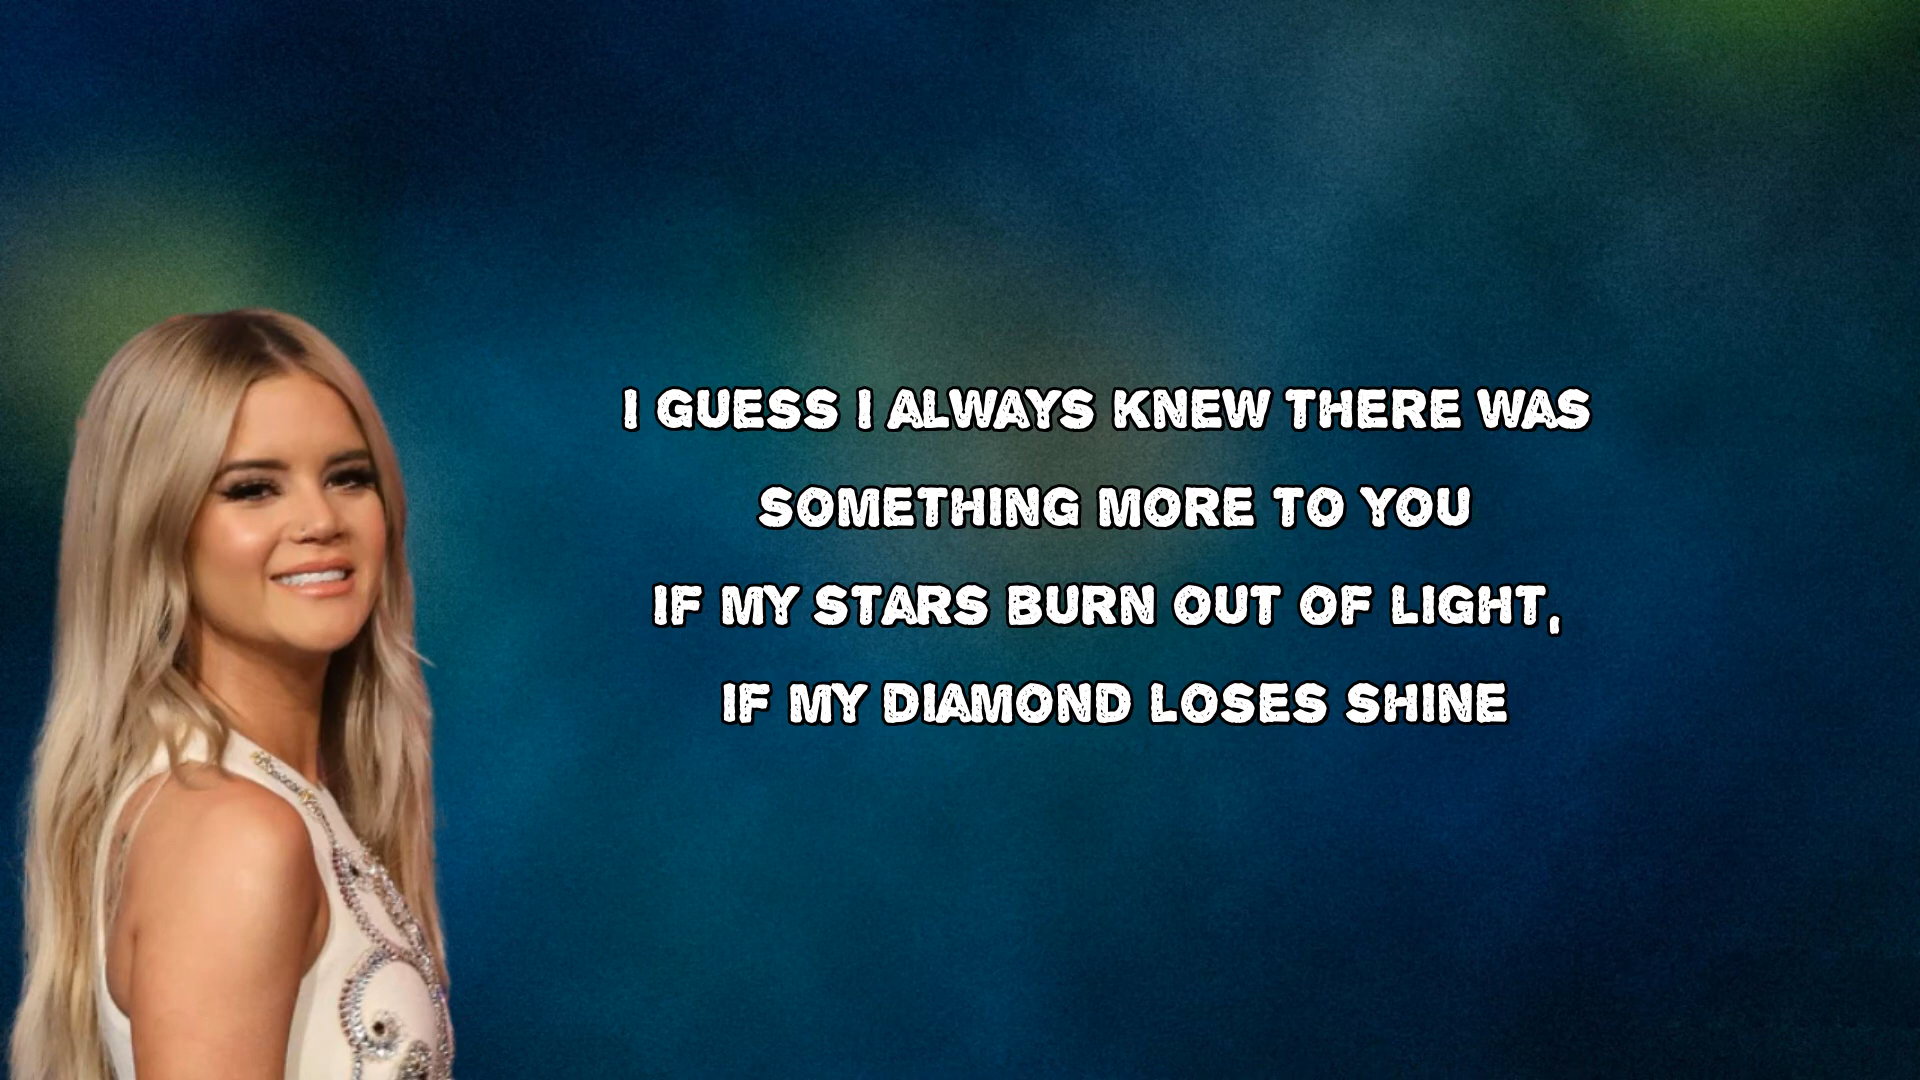 I GUESS I ALWAYS KNEW THERE WAS
SOMETHING MORE TO YOU
IF MY STARS BURN OUT OF LIGHT,
IF MY DIAMOND LOSES SHINE